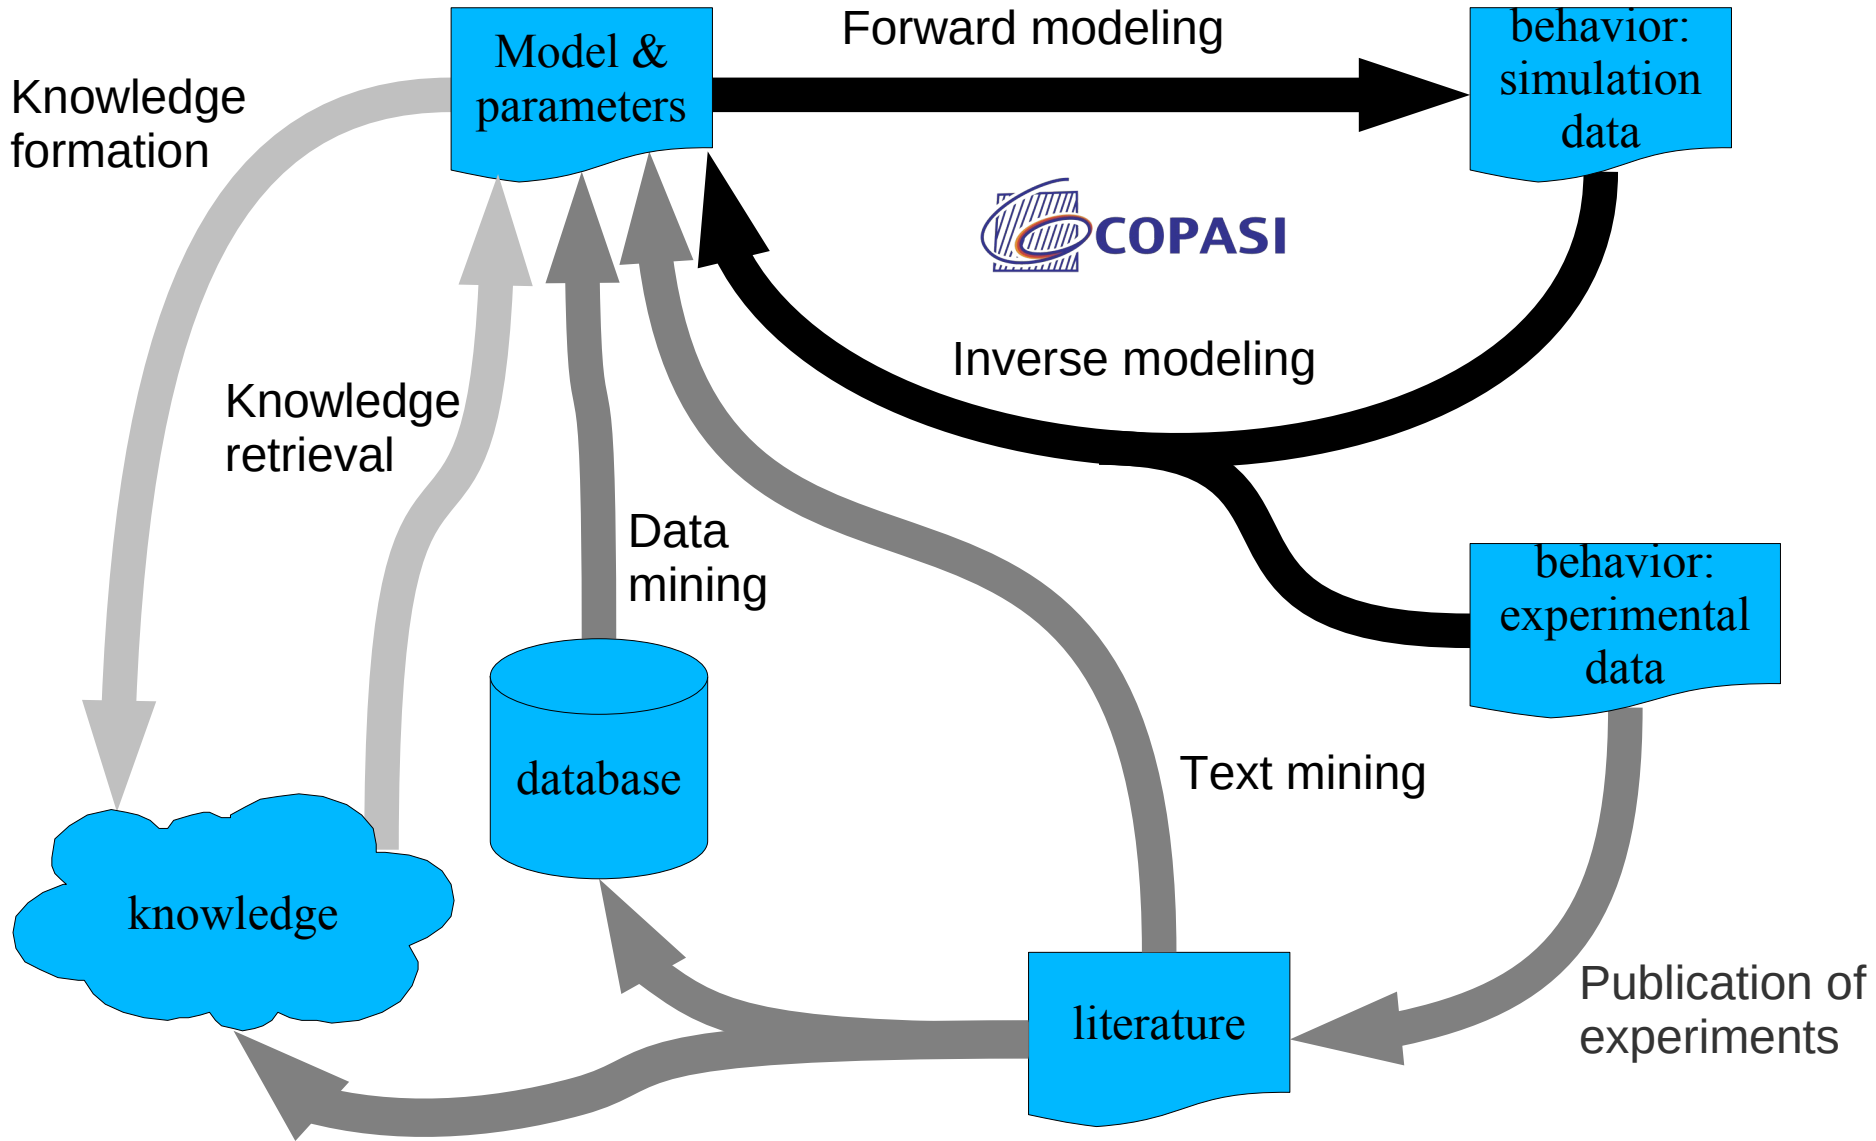 Forward modeling
Model &
parameters
behavior:
simulation
data
Knowledge
formation
COPASI
Inverse modeling
Knowledge
retrieval
Data
mining
behavior:
experimental
data
database
Text mining
knowledge
literature
Publication of
experiments